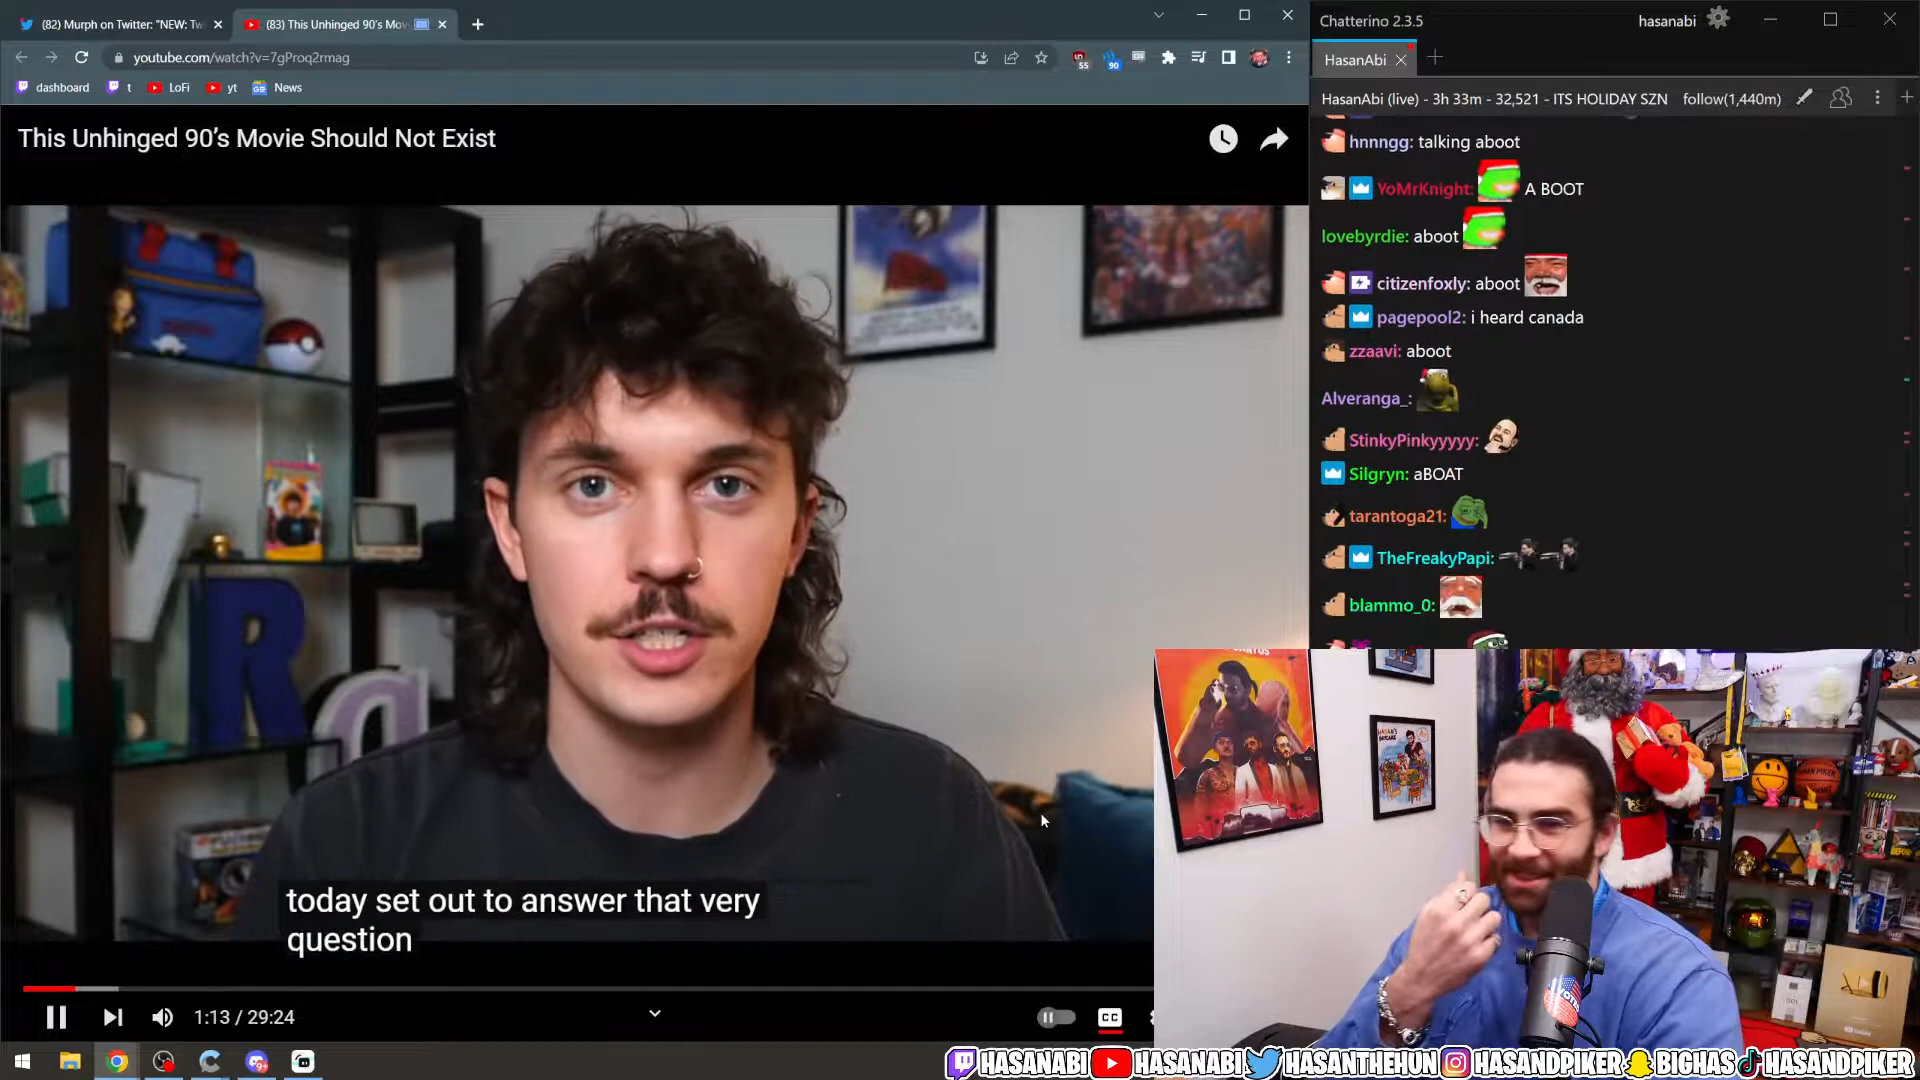 (82) Murph on Twitter: "NEW: Tw
(83) This Unhinged 90's Mov
youtube.com/watch?v=7gProq2rmag
55
90
dashboard
t
LoFi
yt
News
This Unhinged 90's Movie Should Not Exist
today set out to answer that very
question
1:13 / 29:24
CC
Chatterino 2.3.5
hasanabi
HasanAbi
HasanAbi (live) - 3h 33m - 32,521 - ITS HOLIDAY SZN
follow(1,440m)
hnnngg: talking aboot
YoMrKnight: A BOOT
lovebyrdie: aboot
citizenfoxly: aboot
pagepool2: i heard canada
zzaavi: aboot
Alveranga_:
StinkyPinkyyyyy:
Silgryn: aBOAT
tarantoga21:
TheFreakyPapi:
blammo_0:
HASANABI
HASANABI
HASANTHEHUN
HASANDPIKER
BIGHAS
HASANDPIKER